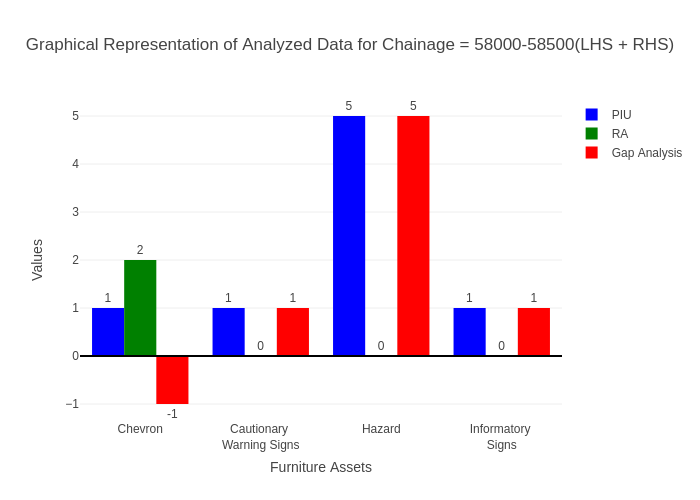 Graphical Representation of Analyzed Data for Chainage = 58000-58500(LHS + RHS)
PIU
RA
Gap Analysis
Values
5
4
3
2
1
0
−1
1
2
-1
1
0
1
5
0
5
1
0
1
Chevron
Cautionary
Warning Signs
Hazard
Informatory
Signs
Furniture Assets